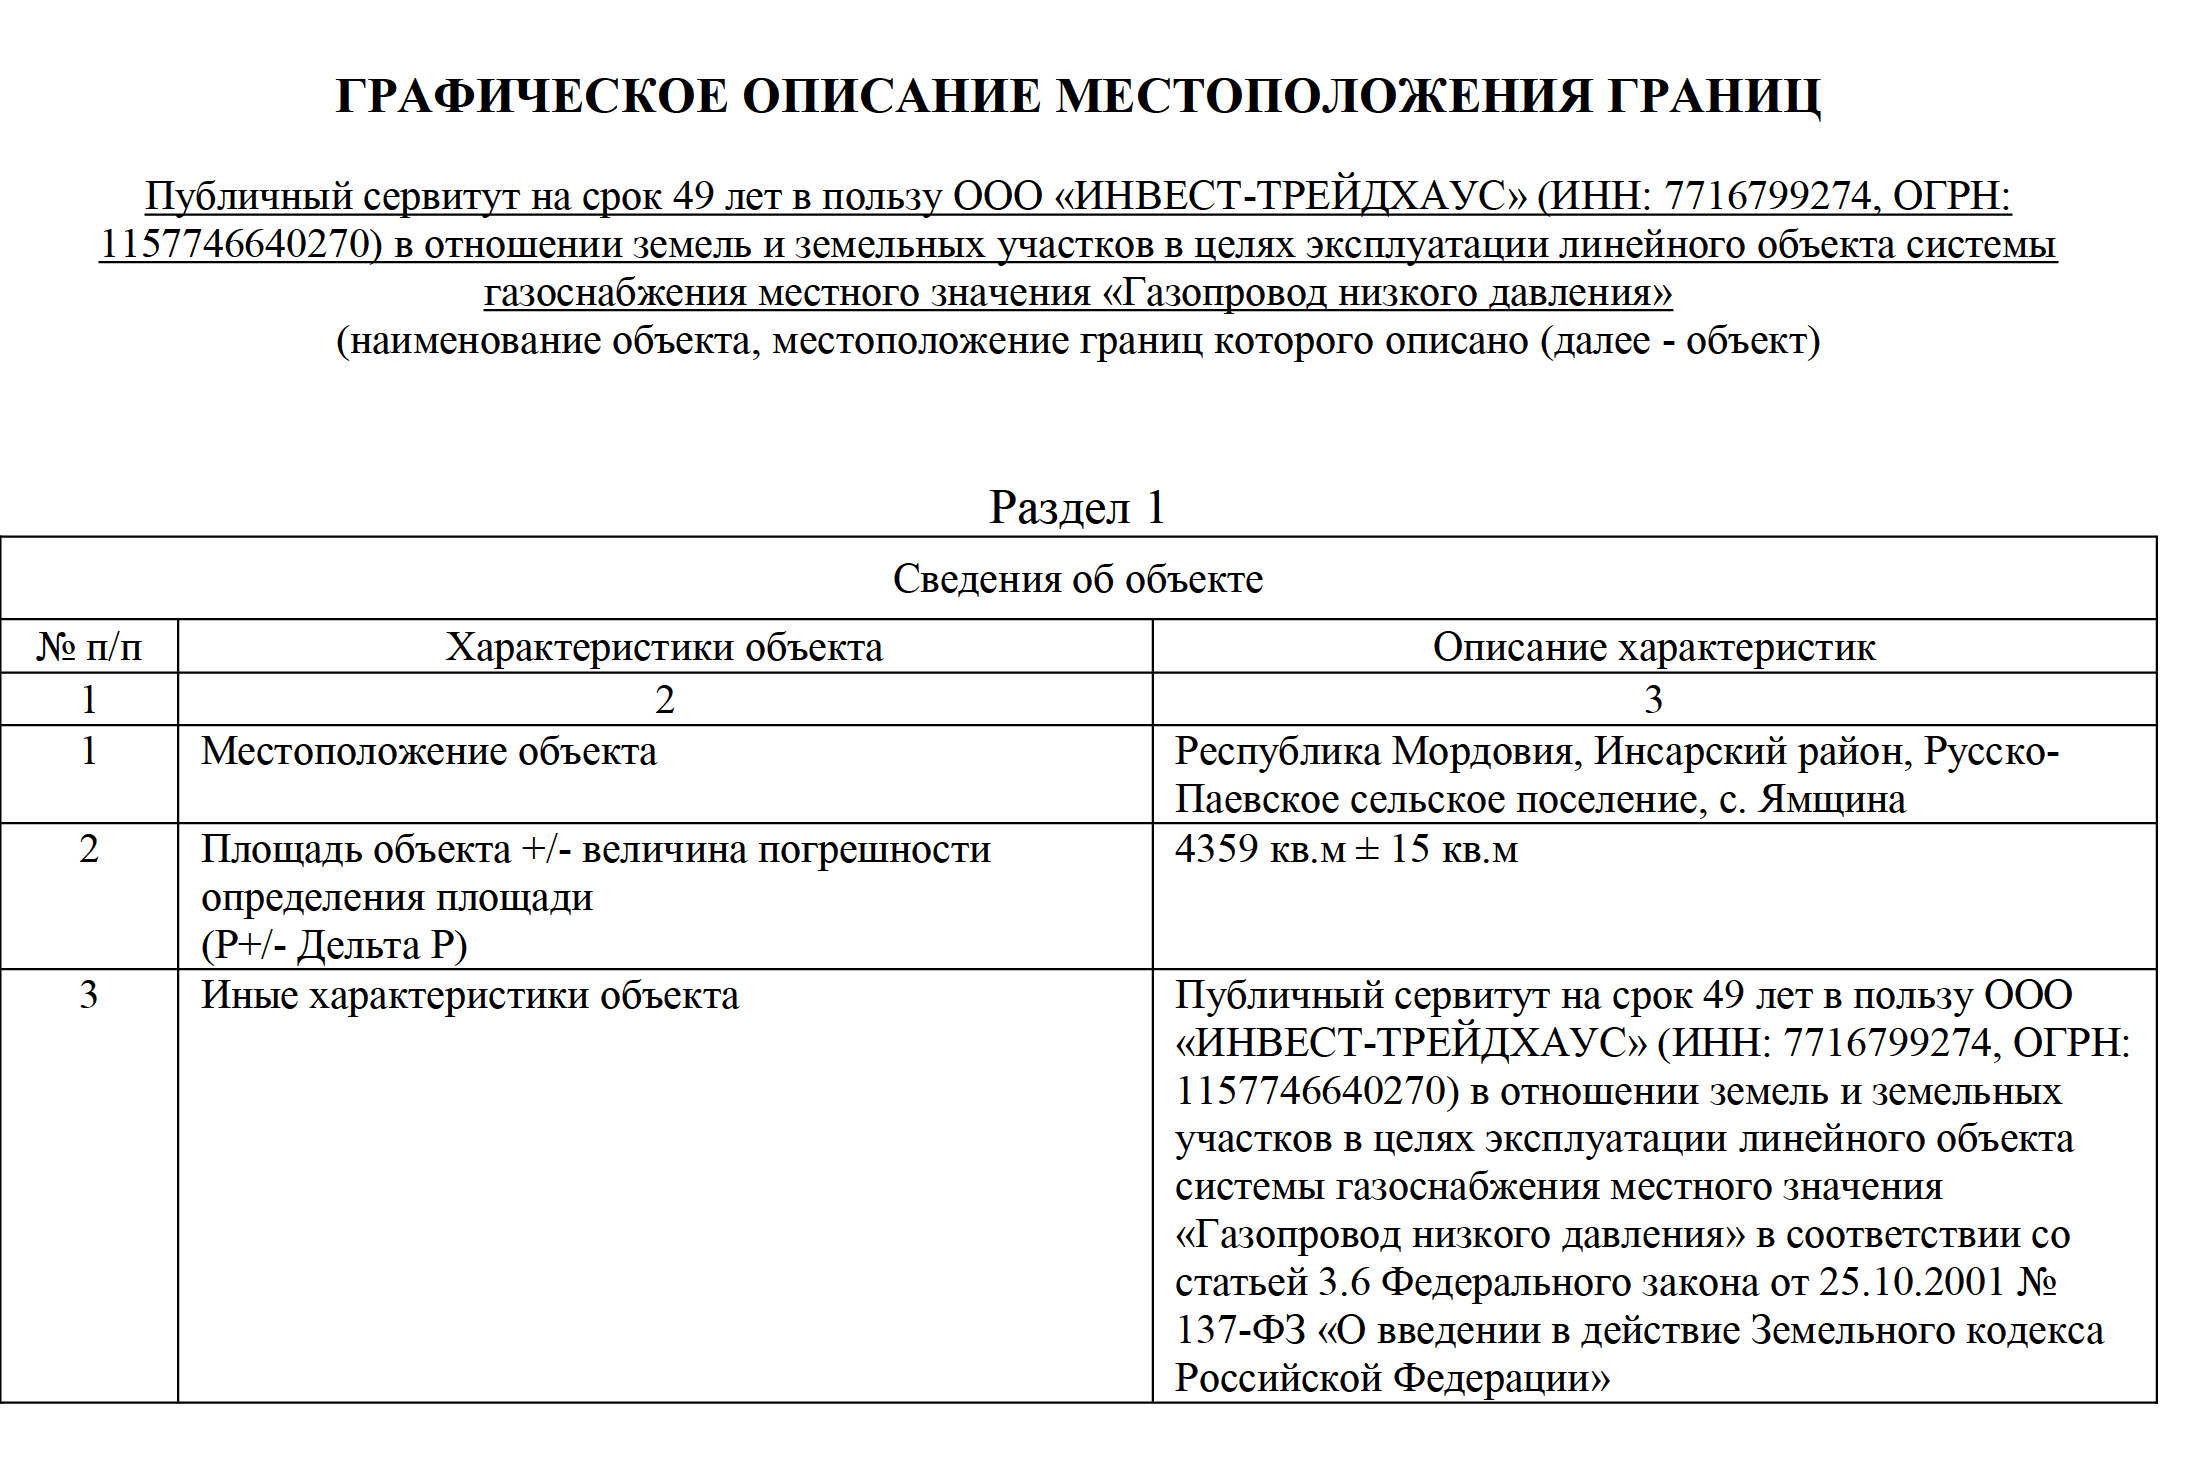 ГРАФИЧЕСКОЕ ОПИСАНИЕ МЕСТОПОЛОЖЕНИЯ ГРАНИЦ
Публичный сервитут на срок 49 лет в пользу ООО «ИНВЕСТ-ТРЕЙДХАУС» (ИНН: 7716799274, ОГРН:
1157746640270) в отношении земель и земельных участков в целях эксплуатации линейного объекта системы
газоснабжения местного значения «Газопровод низкого давления»
(наименование объекта, местоположение границ которого описано (далее - объект)
Раздел 1
Сведения об объекте
№ п/п Характеристики объекта Описание характеристик
1 2 3
1 Местоположение объекта Республика Мордовия, Инсарский район, Русско-
Паевское сельское поселение, с. Ямщина
2 Площадь объекта +/- величина погрешности 4359 кв.м ± 15 кв.м
определения площади
(Р+/- Дельта Р)
3 Иные характеристики объекта Публичный сервитут на срок 49 лет в пользу ООО
«ИНВЕСТ-ТРЕЙДХАУС» (ИНН: 7716799274, ОГРН:
1157746640270) в отношении земель и земельных
участков в целях эксплуатации линейного объекта
системы газоснабжения местного значения
«Газопровод низкого давления» в соответствии со
статьей 3.6 Федерального закона от 25.10.2001 №
137-ФЗ «О введении в действие Земельного кодекса
Российской Федерации»